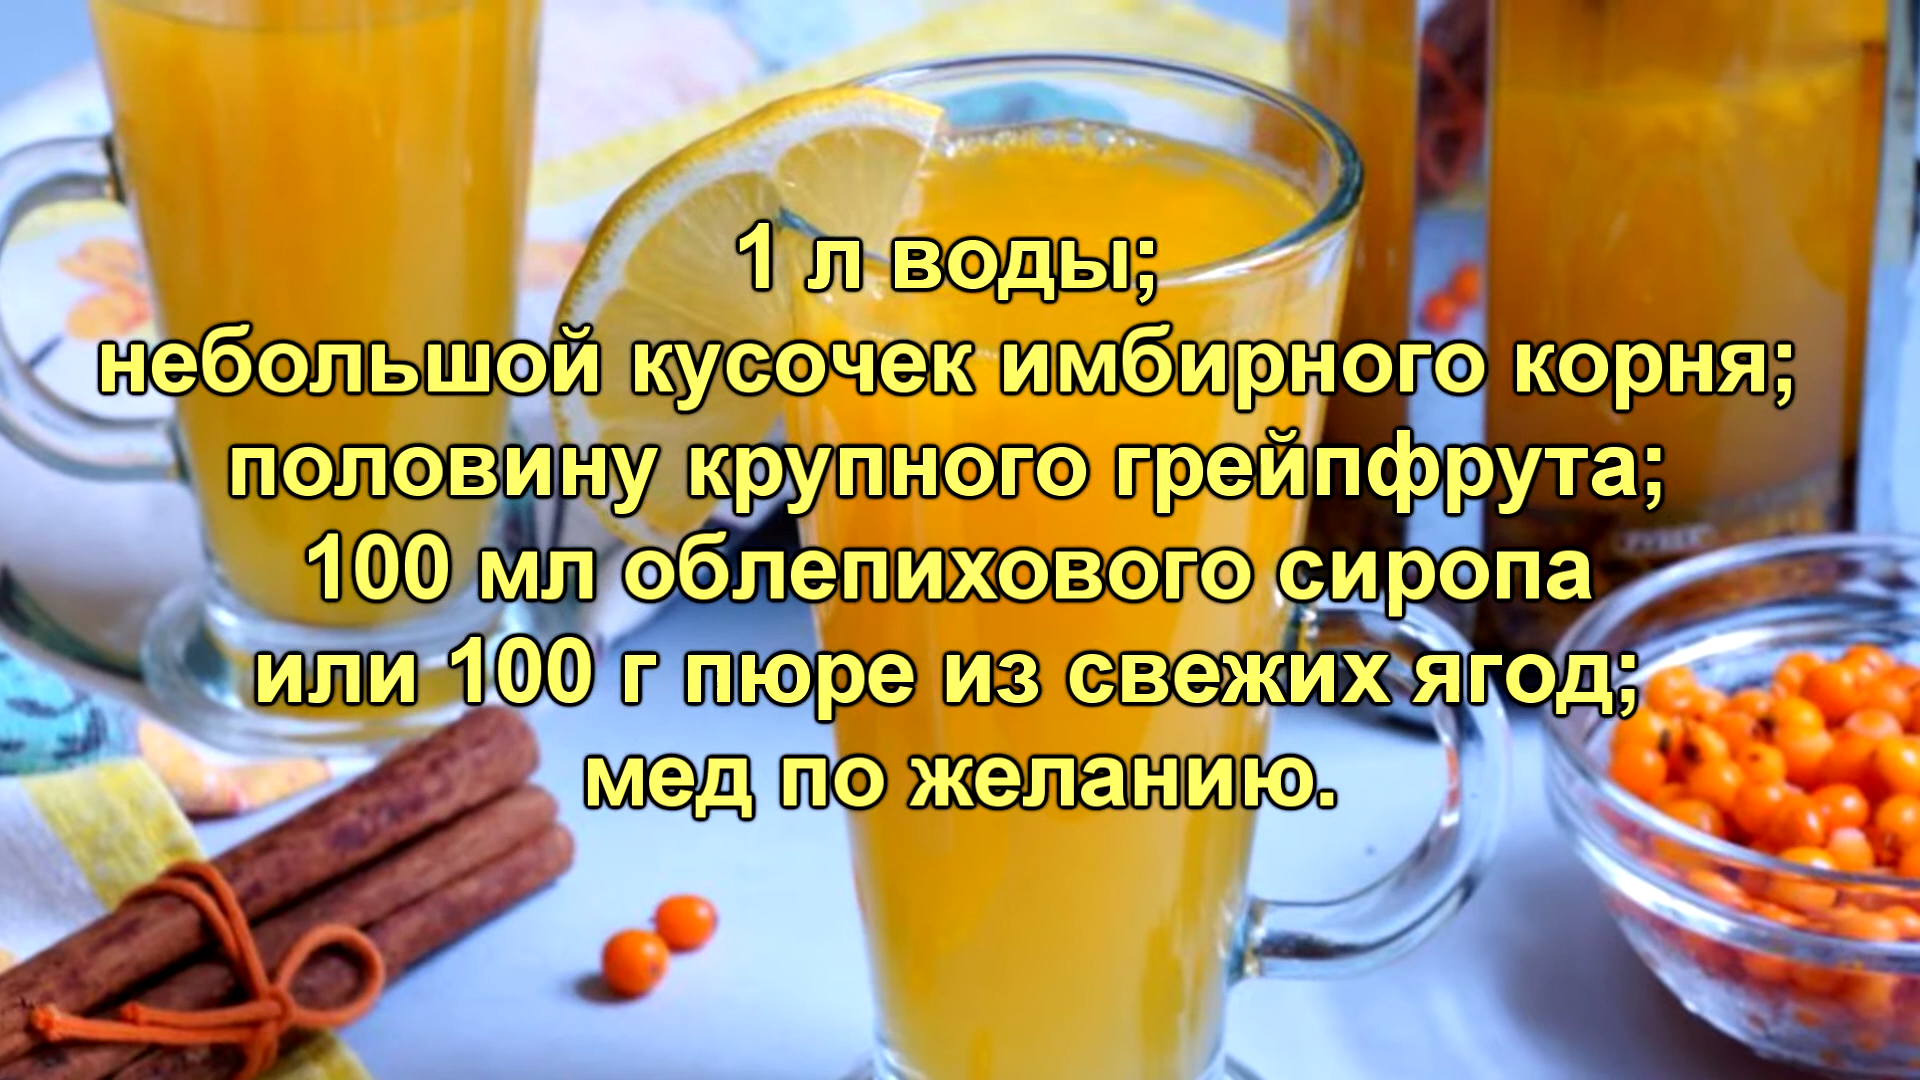 1 л воды;
небольшой кусочек имбирного корня;
половину крупного грейпфрута;
100 мл облепихового сиропа
или 100 г пюре из свежих ягод;
мед по желанию.